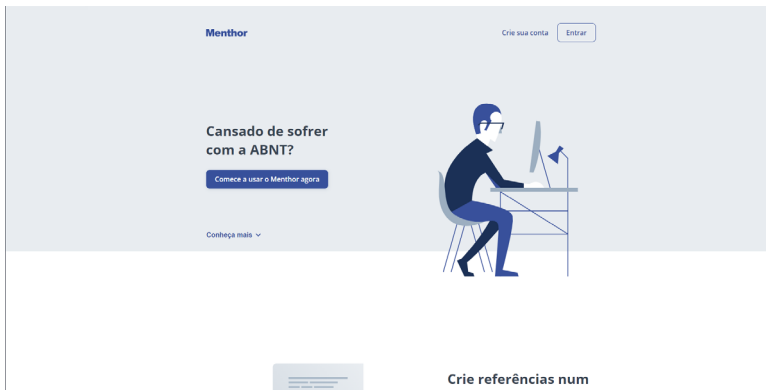 Menthor
Crie sua conta
Entrar
Cansado de sofrer
com a ABNT?
Comece a usar o Menthor agora
Conheça mais
Crie referências num